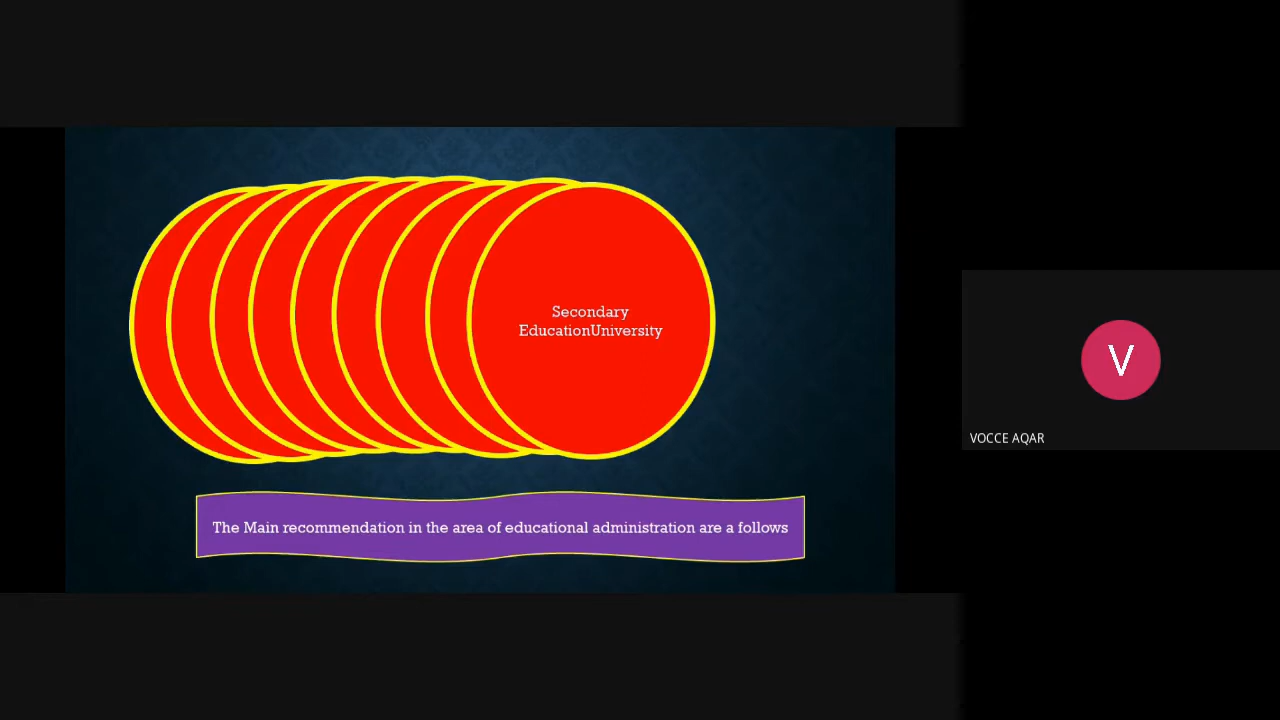 Secondary
EducationUniversity
The Main recommendation in the area of educational administration are a follows
V
VOCCE AQAR